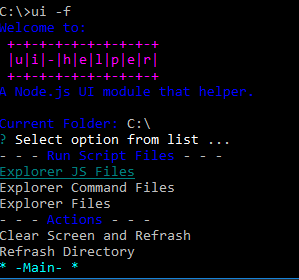 C:\>ui -f
Welcome to:
+-+-+-+-+-+-+-+-+-+
|u|i|-|h|e|l|p|e|r|
+-+-+-+-+-+-+-+-+-+
A Node.js UI module that helper.
Current Folder: C:\
? Select option from list ...
- - - Run Script Files - - -
Explorer JS Files
Explorer Command Files
Explorer Files
- - - Actions - - -
Clear Screen and Refrash
Refrash Directory
* -Main- *